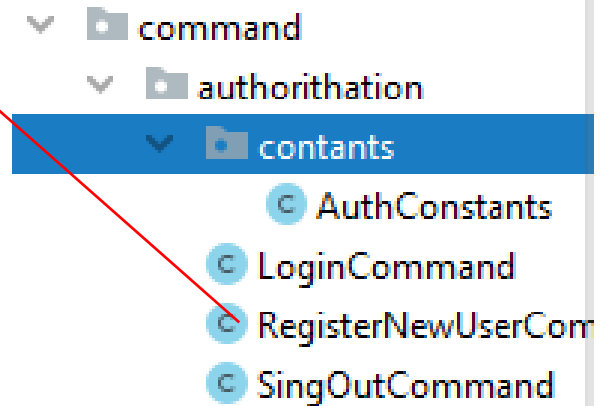 command
authorithation
contants
C AuthConstants
C LoginCommand
C RegisterNewUserCom
C SingOutCommand